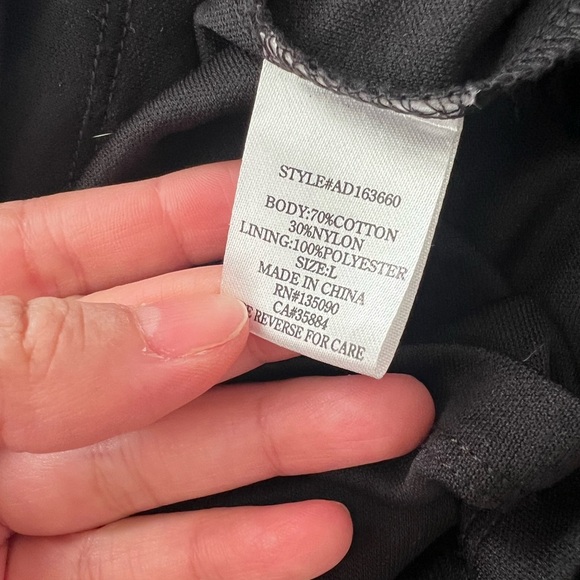 STYLE#AD163660
BODY:70%COTTON
30%NYLON
LINING:100%POLYESTER
SIZE:L
MADE IN CHINA
RN#135090
CA#35884
REVERSE FOR CARE